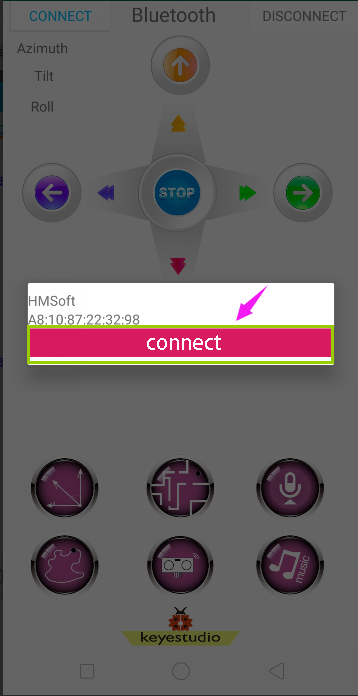 CONNECT
Bluetooth
DISCONNECT
Azimuth
Tilt
Roll
STOP
HMSoft
A8:10:87:22:32:98
connect
music
keyestudio